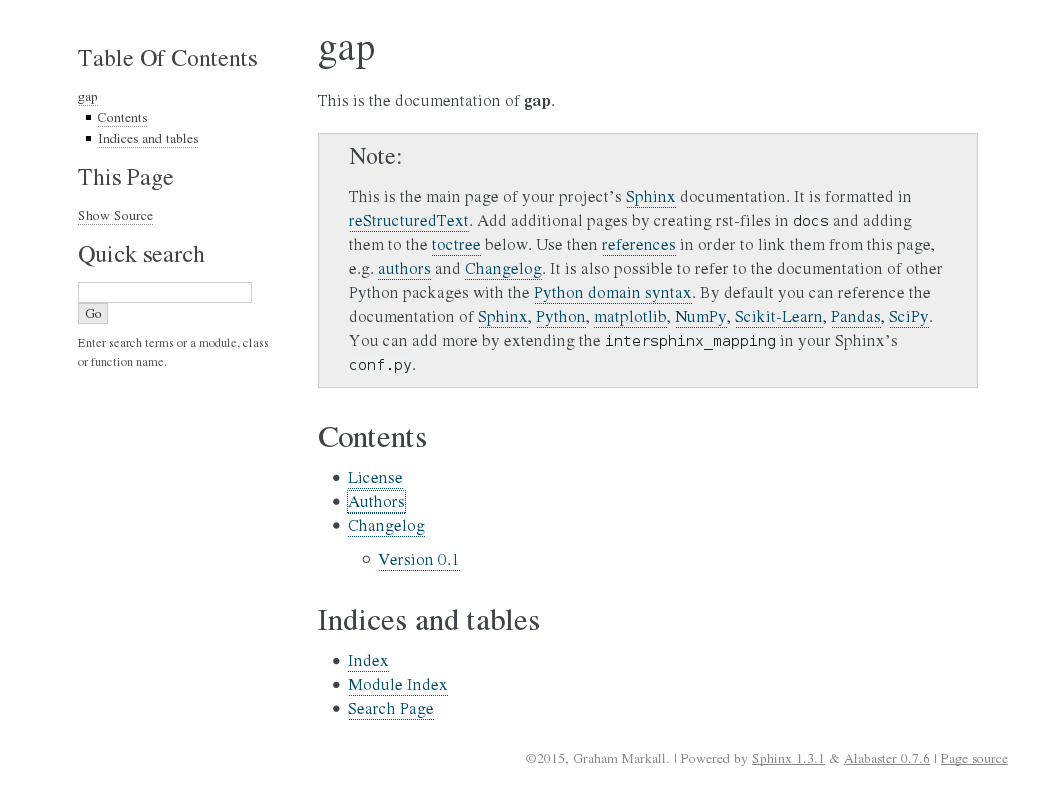 Table Of Contents
gap
Contents
Indices and tables
This Page
Show Source
Quick search
Go
Enter search terms or a module, class
or function name.
gap
This is the documentation of gap.
Note:
This is the main page of your project's Sphinx documentation. It is formatted in
reStructuredText. Add additional pages by creating rst-files in docs and adding
them to the toctree below. Use then references in order to link them from this page,
e.g. authors and Changelog. It is also possible to refer to the documentation of other
Python packages with the Python domain syntax. By default you can reference the
documentation of Sphinx, Python, matplotlib, NumPy, Scikit-Learn, Pandas, SciPy.
You can add more by extending the intersphinx_mapping in your Sphinx's
conf.py.
Contents
License
Authors
Changelog
Version 0.1
Indices and tables
Index
Module Index
Search Page
©2015, Graham Markall. | Powered by Sphinx 1.3.1 & Alabaster 0.7.6 | Page source